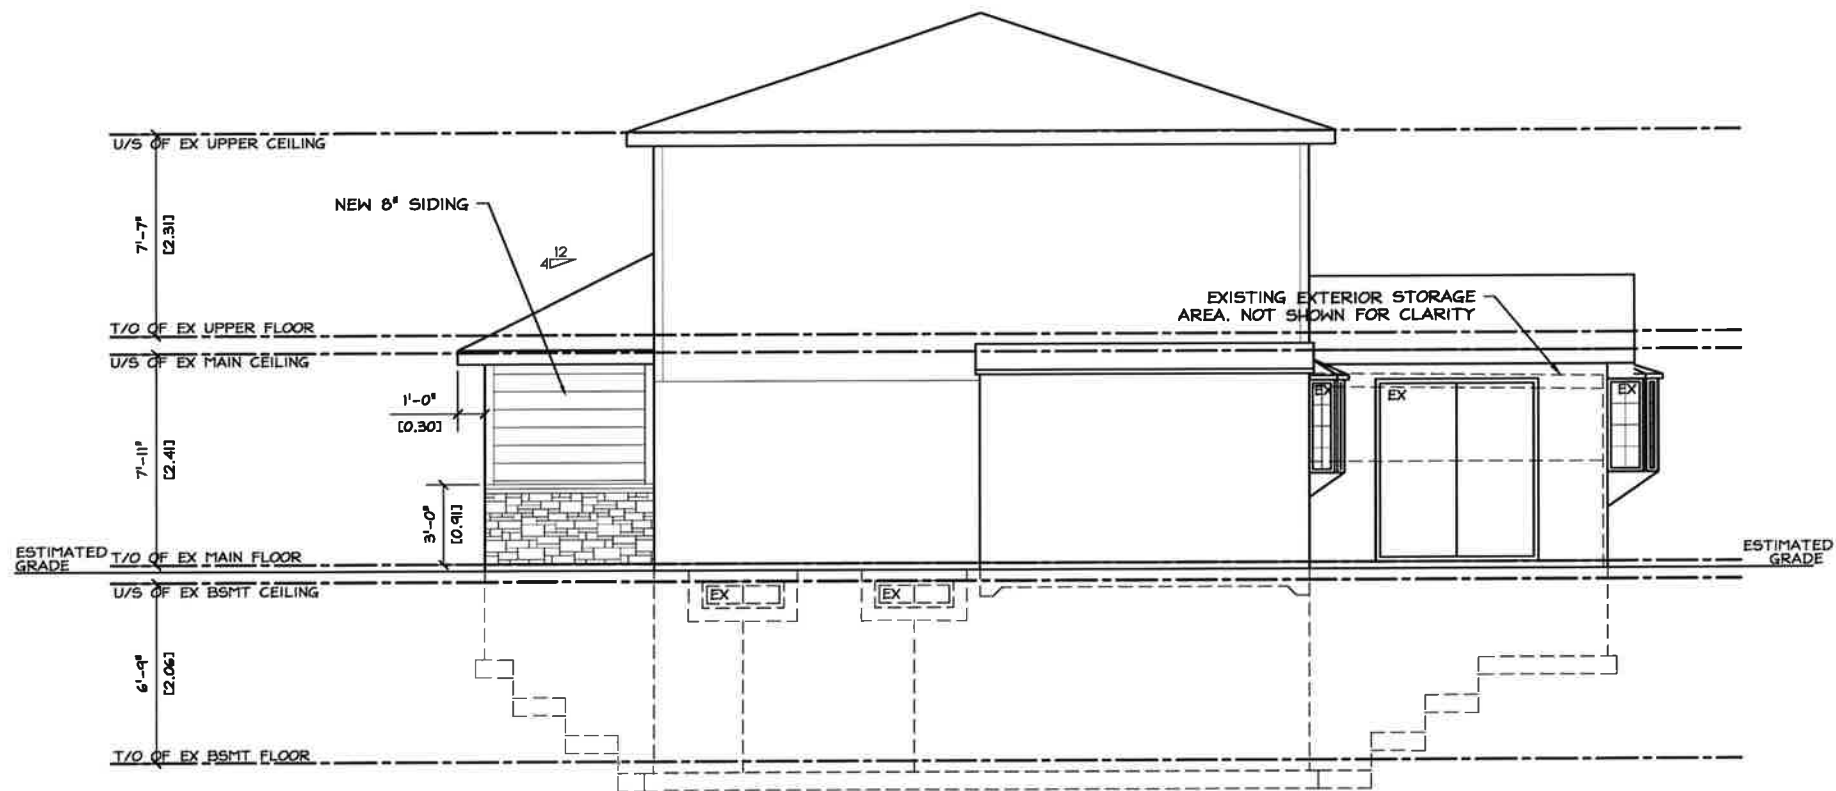 U/S OF EX UPPER CEILING
NEW 8" SIDING
7'-7"
[2.31]
12
4
EXISTING EXTERIOR STORAGE
AREA. NOT SHOWN FOR CLARITY
T/O OF EX UPPER FLOOR
U/S OF EX MAIN CEILING
1'-0"
[0.30]
EX
EX
EX
7'-11"
[2.41]
3'-0"
[0.91]
ESTIMATED
GRADE
T/O OF EX MAIN FLOOR
ESTIMATED
GRADE
U/S OF EX BSMT CEILING
EX
EX
6'-9"
[2.06]
T/O OF EX BSMT FLOOR